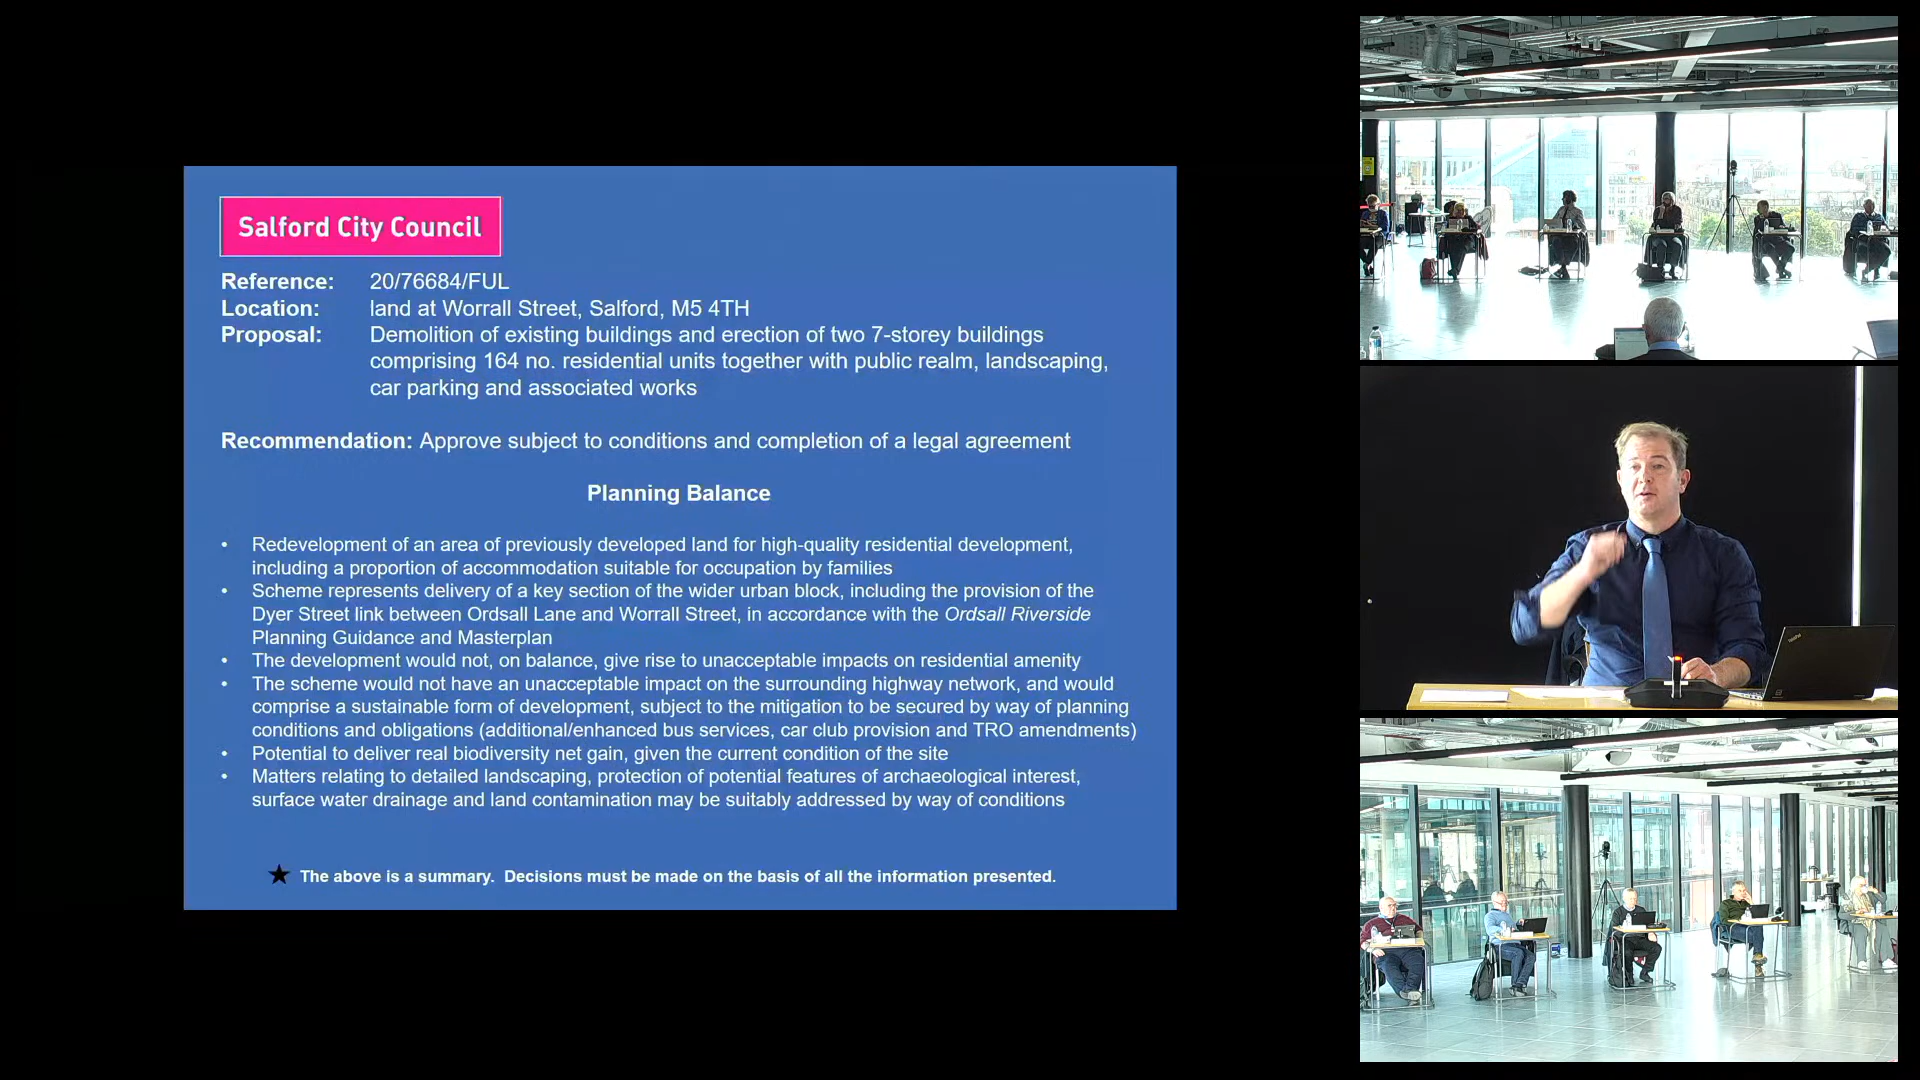 Salford City Council
Reference: 20/76684/FUL
Location: land at Worrall Street, Salford, M5 4TH
Proposal: Demolition of existing buildings and erection of two 7-storey buildings
comprising 164 no. residential units together with public realm, landscaping,
car parking and associated works
Recommendation: Approve subject to conditions and completion of a legal agreement
Planning Balance
• Redevelopment of an area of previously developed land for high-quality residential development,
including a proportion of accommodation suitable for occupation by families
• Scheme represents delivery of a key section of the wider urban block, including the provision of the
Dyer Street link between Ordsall Lane and Worrall Street, in accordance with the Ordsall Riverside
Planning Guidance and Masterplan
• The development would not, on balance, give rise to unacceptable impacts on residential amenity
• The scheme would not have an unacceptable impact on the surrounding highway network, and would
comprise a sustainable form of development, subject to the mitigation to be secured by way of planning
conditions and obligations (additional/enhanced bus services, car club provision and TRO amendments)
• Potential to deliver real biodiversity net gain, given the current condition of the site
• Matters relating to detailed landscaping, protection of potential features of archaeological interest,
surface water drainage and land contamination may be suitably addressed by way of conditions
★ The above is a summary. Decisions must be made on the basis of all the information presented.
ThinkPad